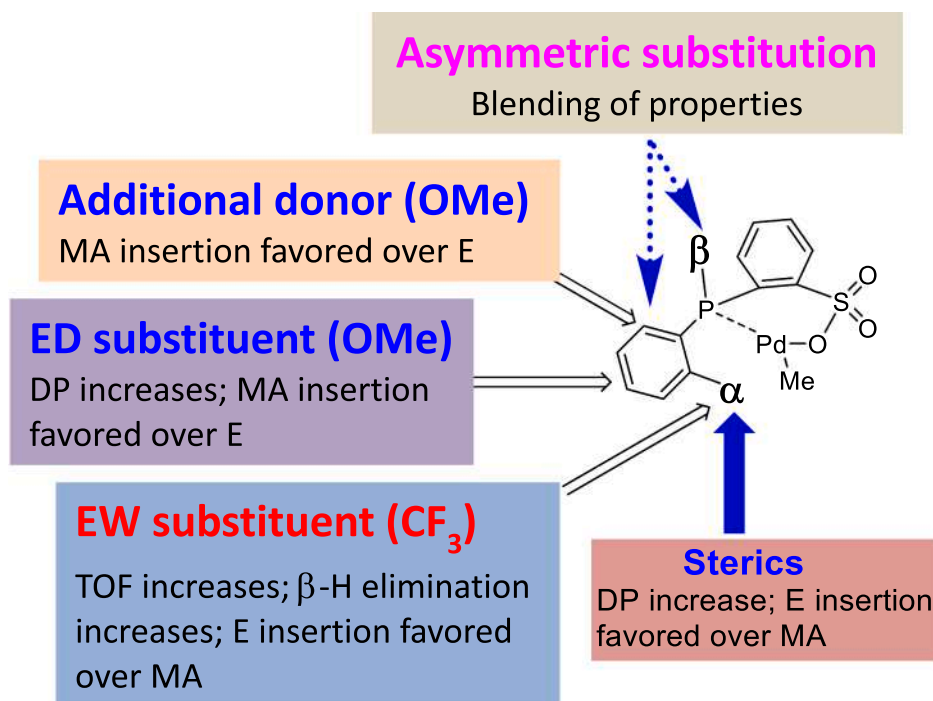 Asymmetric substitution
Blending of properties
Additional donor (OMe)
MA insertion favored over E
ED substituent (OMe)
DP increases; MA insertion
favored over E
EW substituent (CF₃)
TOF increases; β-H elimination
increases; E insertion favored
over MA
β
P
S
O
O
Pd
O
Me
α
Sterics
DP increase; E insertion
favored over MA